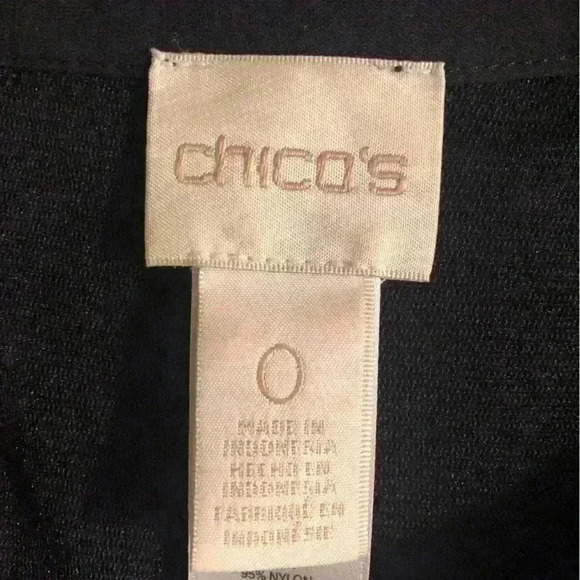 chico's
0
MADE IN
INDONESIA
HECHO EN
INDONESIA
FABRIQUÉ EN
INDONÉSIE
95% NYLON